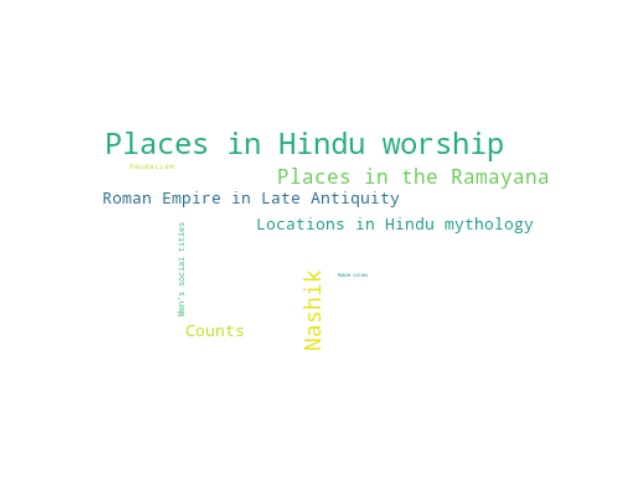 Places in Hindu worship
Feudalism
Places in the Ramayana
Roman Empire in Late Antiquity
Locations in Hindu mythology
Men's social titles
Nashik
Noble titles
Counts